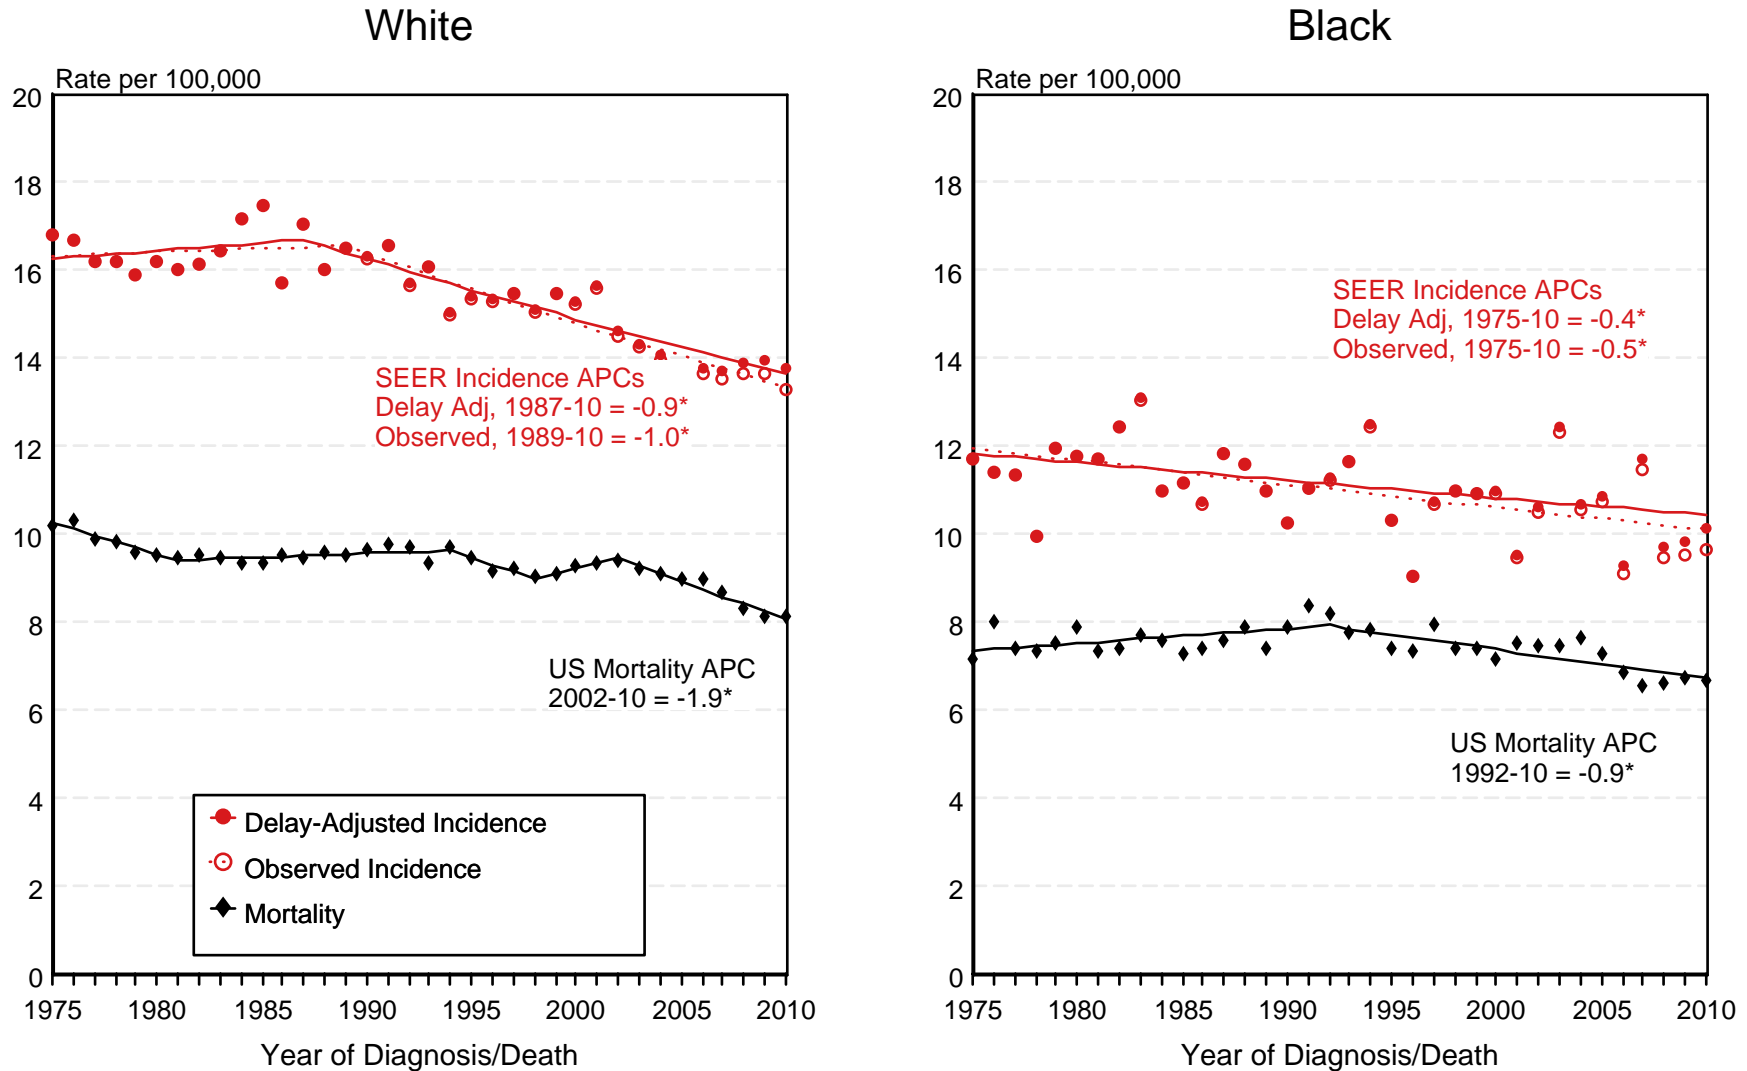 White
Rate per 100,000
20
18
16
14
12
10
8
6
4
2
0
SEER Incidence APCs
Delay Adj, 1987-10 = -0.9*
Observed, 1989-10 = -1.0*
US Mortality APC
2002-10 = -1.9*
Delay-Adjusted Incidence
Observed Incidence
Mortality
1975 1980 1985 1990 1995 2000 2005 2010
Year of Diagnosis/Death
Black
Rate per 100,000
20
18
16
14
12
10
8
6
4
2
0
SEER Incidence APCs
Delay Adj, 1975-10 = -0.4*
Observed, 1975-10 = -0.5*
US Mortality APC
1992-10 = -0.9*
1975 1980 1985 1990 1995 2000 2005 2010
Year of Diagnosis/Death